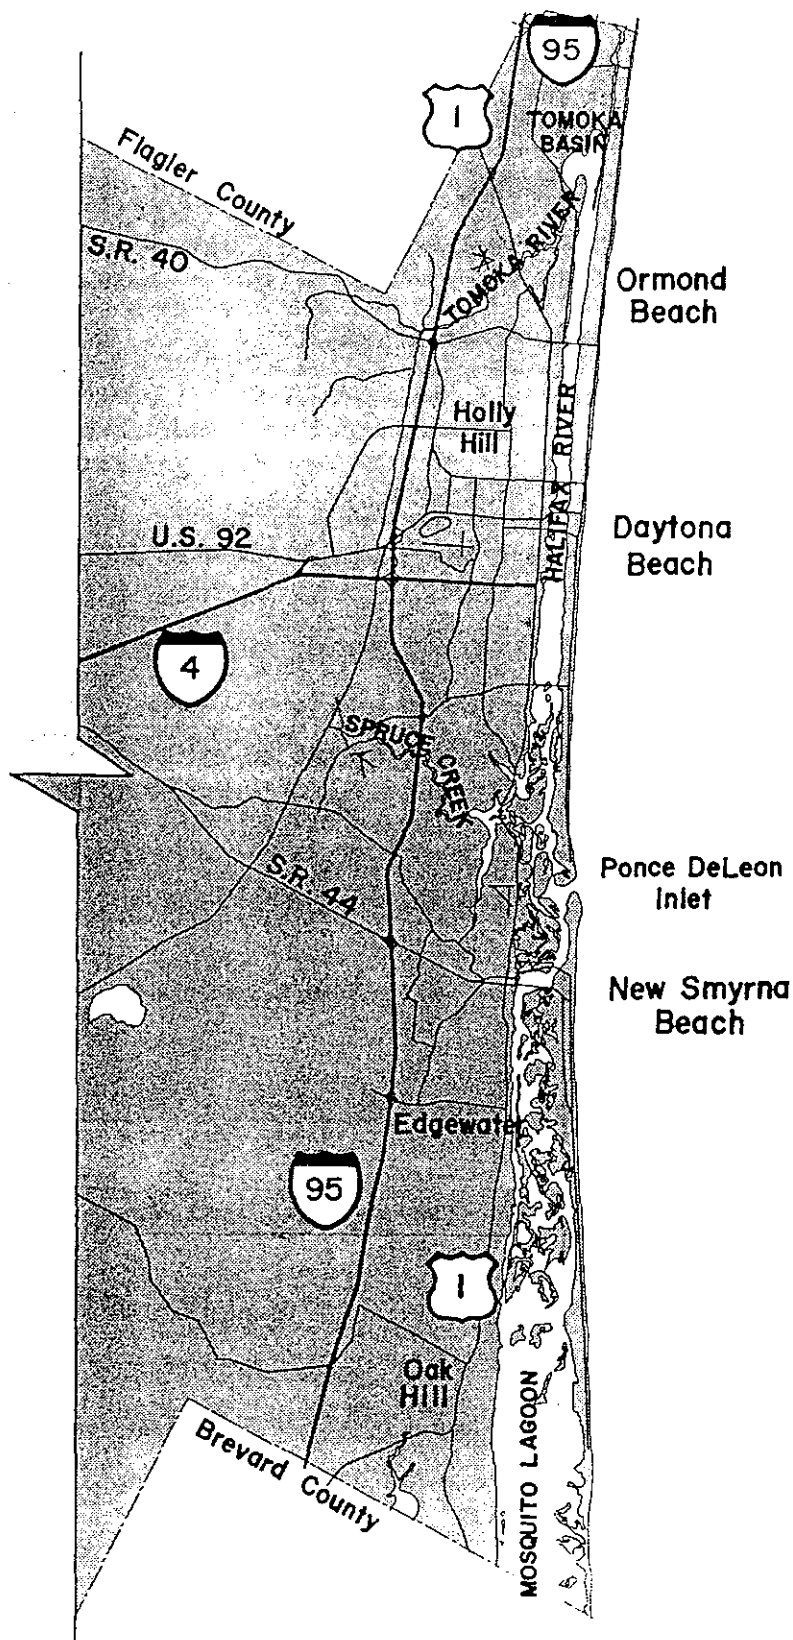 95
1
TOMOKA
BASIN
Flagler County
S.R. 40
TOMOKA RIVER
Ormond
Beach
Holly
Hill
HALIFAX RIVER
U.S. 92
Daytona
Beach
4
SPRUCE CREEK
Ponce DeLeon
Inlet
S.R. 44
New Smyrna
Beach
Edgewater
95
1
Oak
Hill
Brevard County
MOSQUITO LAGOON